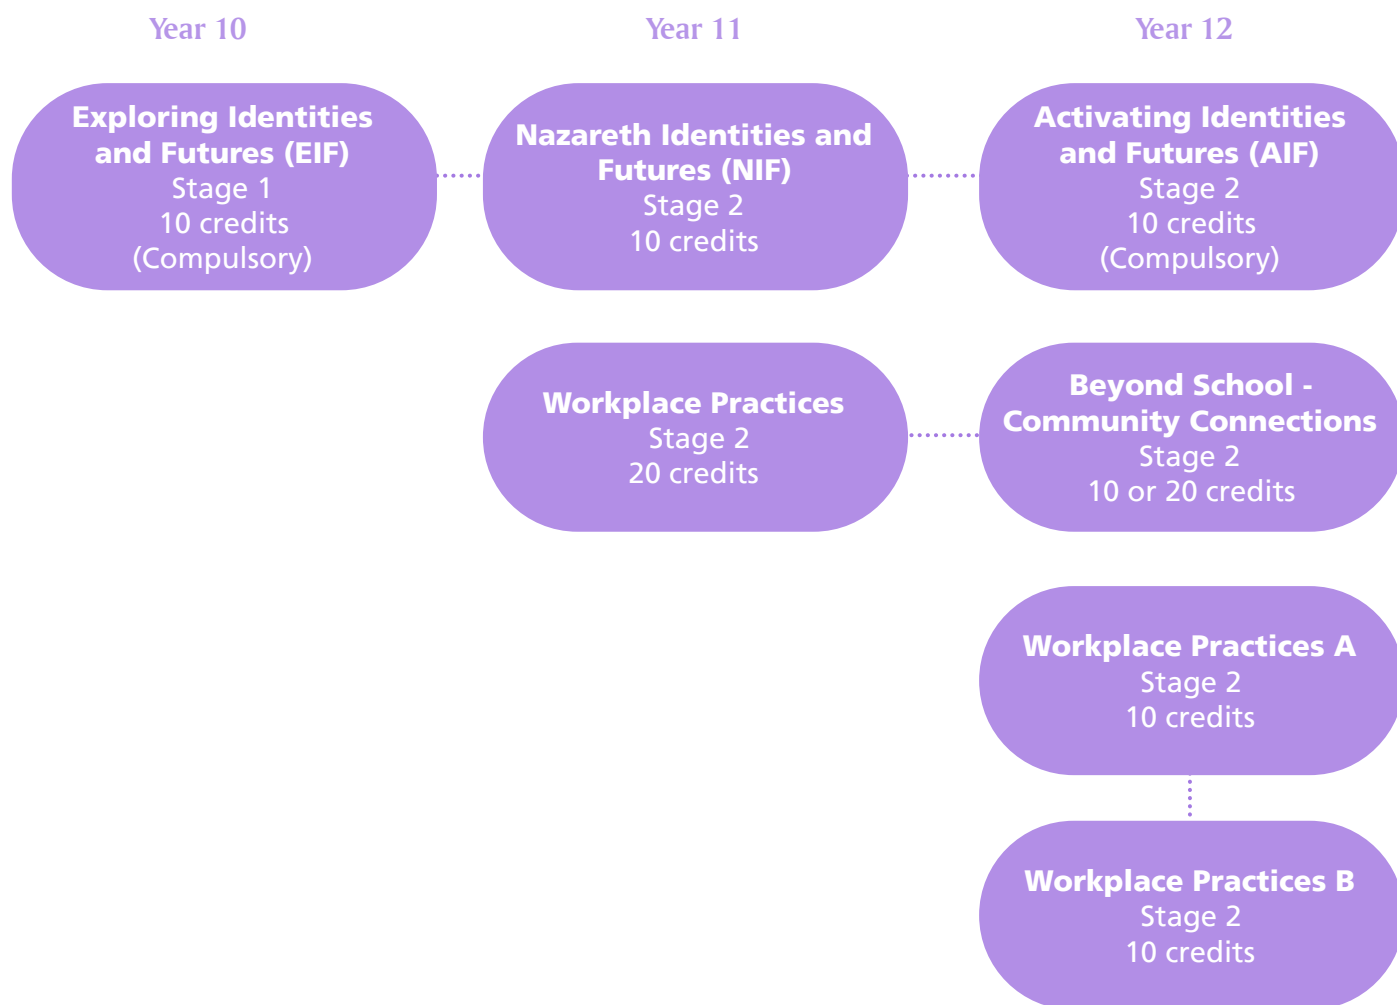 Year 10
Year 11
Year 12
Exploring Identities
and Futures (EIF)
Stage 1
10 credits
(Compulsory)
Nazareth Identities and
Futures (NIF)
Stage 2
10 credits
Activating Identities
and Futures (AIF)
Stage 2
10 credits
(Compulsory)
Workplace Practices
Stage 2
20 credits
Beyond School -
Community Connections
Stage 2
10 or 20 credits
Workplace Practices A
Stage 2
10 credits
Workplace Practices B
Stage 2
10 credits